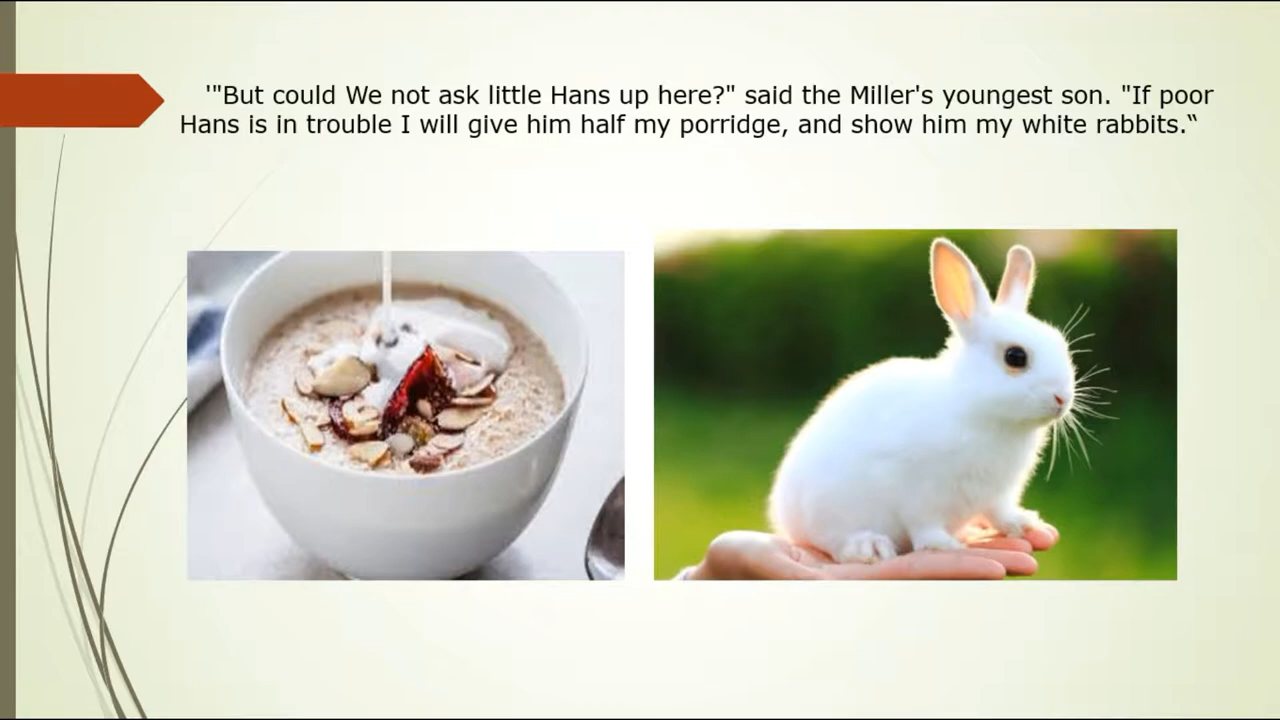 '"But could We not ask little Hans up here?" said the Miller's youngest son. "If poor
Hans is in trouble I will give him half my porridge, and show him my white rabbits.“